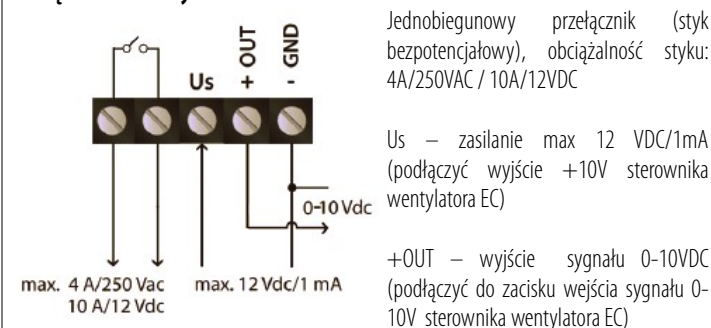 + OUT
- GND
Us
0-10 Vdc
max. 4 A/250 Vac
10 A/12 Vdc
max. 12 Vdc/1 mA
Jednobiegunowy przełącznik (styk
bezpotencjałowy), obciążalność styku:
4A/250VAC / 10A/12VDC
Us – zasilanie max 12 VDC/1mA
(podłączyć wyjście +10V sterownika
wentylatora EC)
+OUT – wyjście sygnału 0-10VDC
(podłączyć do zacisku wejścia sygnału 0-
10V sterownika wentylatora EC)